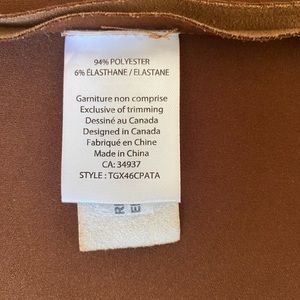 94% POLYESTER
6% ÉLASTHANE / ELASTANE
Garniture non comprise
Exclusive of trimming
Dessiné au Canada
Designed in Canada
Fabriqué en Chine
Made in China
CA: 34937
STYLE : TGX46CPATA